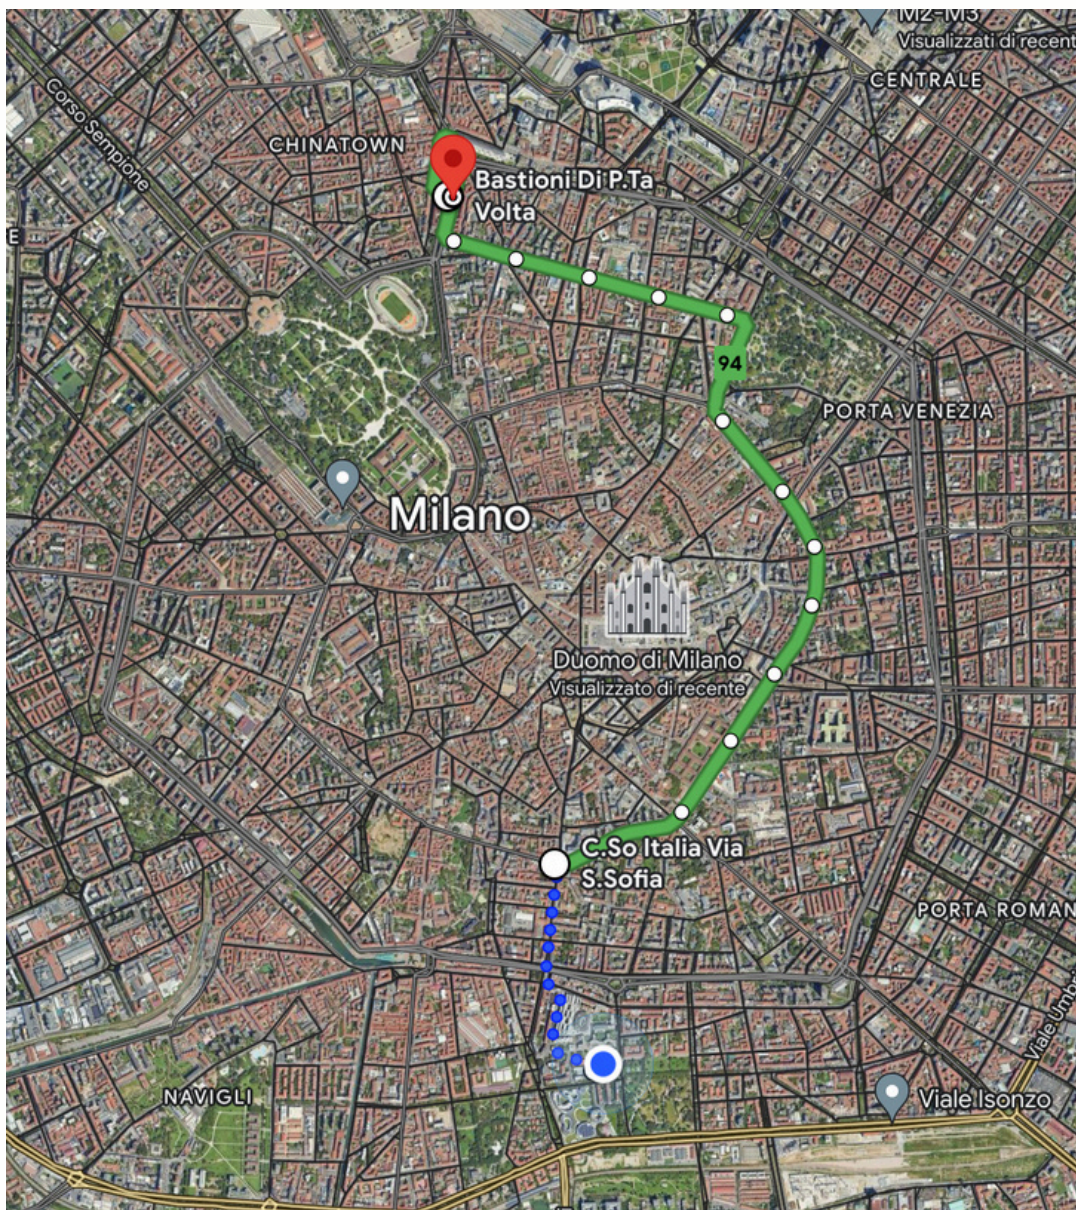 M2-M3
Visualizzati di recent
CENTRALE
Corso Sempione
CHINATOWN
Bastioni Di P.Ta
Volta
E
94
PORTA VENEZIA
Milano
Duomo di Milano
Visualizzato di recente
C.So Italia Via
S.Sofia
PORTA ROMAN
Viale Umb
NAVIGLI
Viale Isonzo